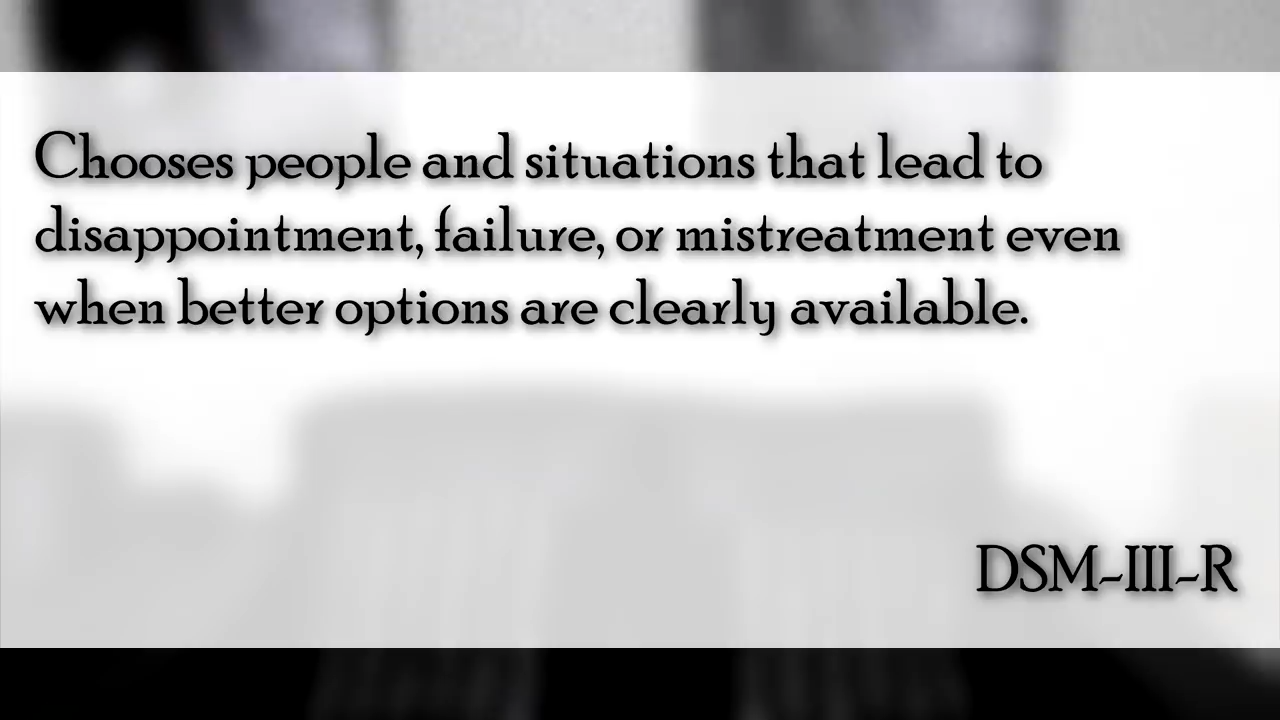 Chooses people and situations that lead to
disappointment, failure, or mistreatment even
when better options are clearly available.
DSM-III-R